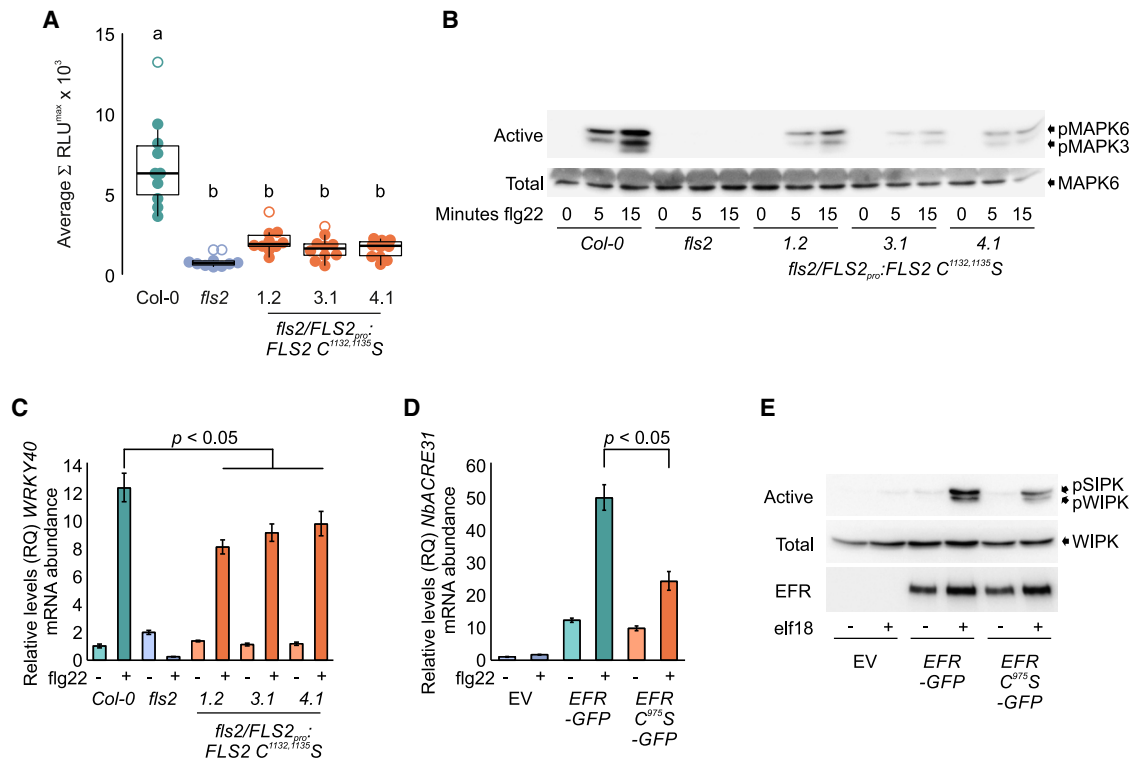 A
Average Σ RLUᵐᵃˣ x 10³
15
10
5
0
a
b
b
b
b
Col-0 fls2 1.2 3.1 4.1
fls2/FLS2ₚᵣₒ:
FLS2 C¹¹³²,¹¹³⁵S
B
Active
pMAPK6
pMAPK3
Total
MAPK6
Minutes flg22 0 5 15 0 5 15 0 5 15 0 5 15 0 5 15
Col-0 fls2 1.2 3.1 4.1
fls2/FLS2ₚᵣₒ:FLS2 C¹¹³²,¹¹³⁵S
C
Relative levels (RQ) WRKY40
mRNA abundance
p < 0.05
14
12
10
8
6
4
2
0
flg22 - + - + - + - + - +
Col-0 fls2 1.2 3.1 4.1
fls2/FLS2ₚᵣₒ:
FLS2 C¹¹³²,¹¹³⁵S
D
Relative levels (RQ) NbACRE31
mRNA abundance
p < 0.05
60
50
40
30
20
10
0
flg22 - + - + - +
EV EFR EFR
-GFP C⁹⁷⁵S
-GFP
E
Active
pSIPK
pWIPK
Total
WIPK
EFR
elf18 - + - + - +
EV EFR EFR
-GFP C⁹⁷⁵S
-GFP